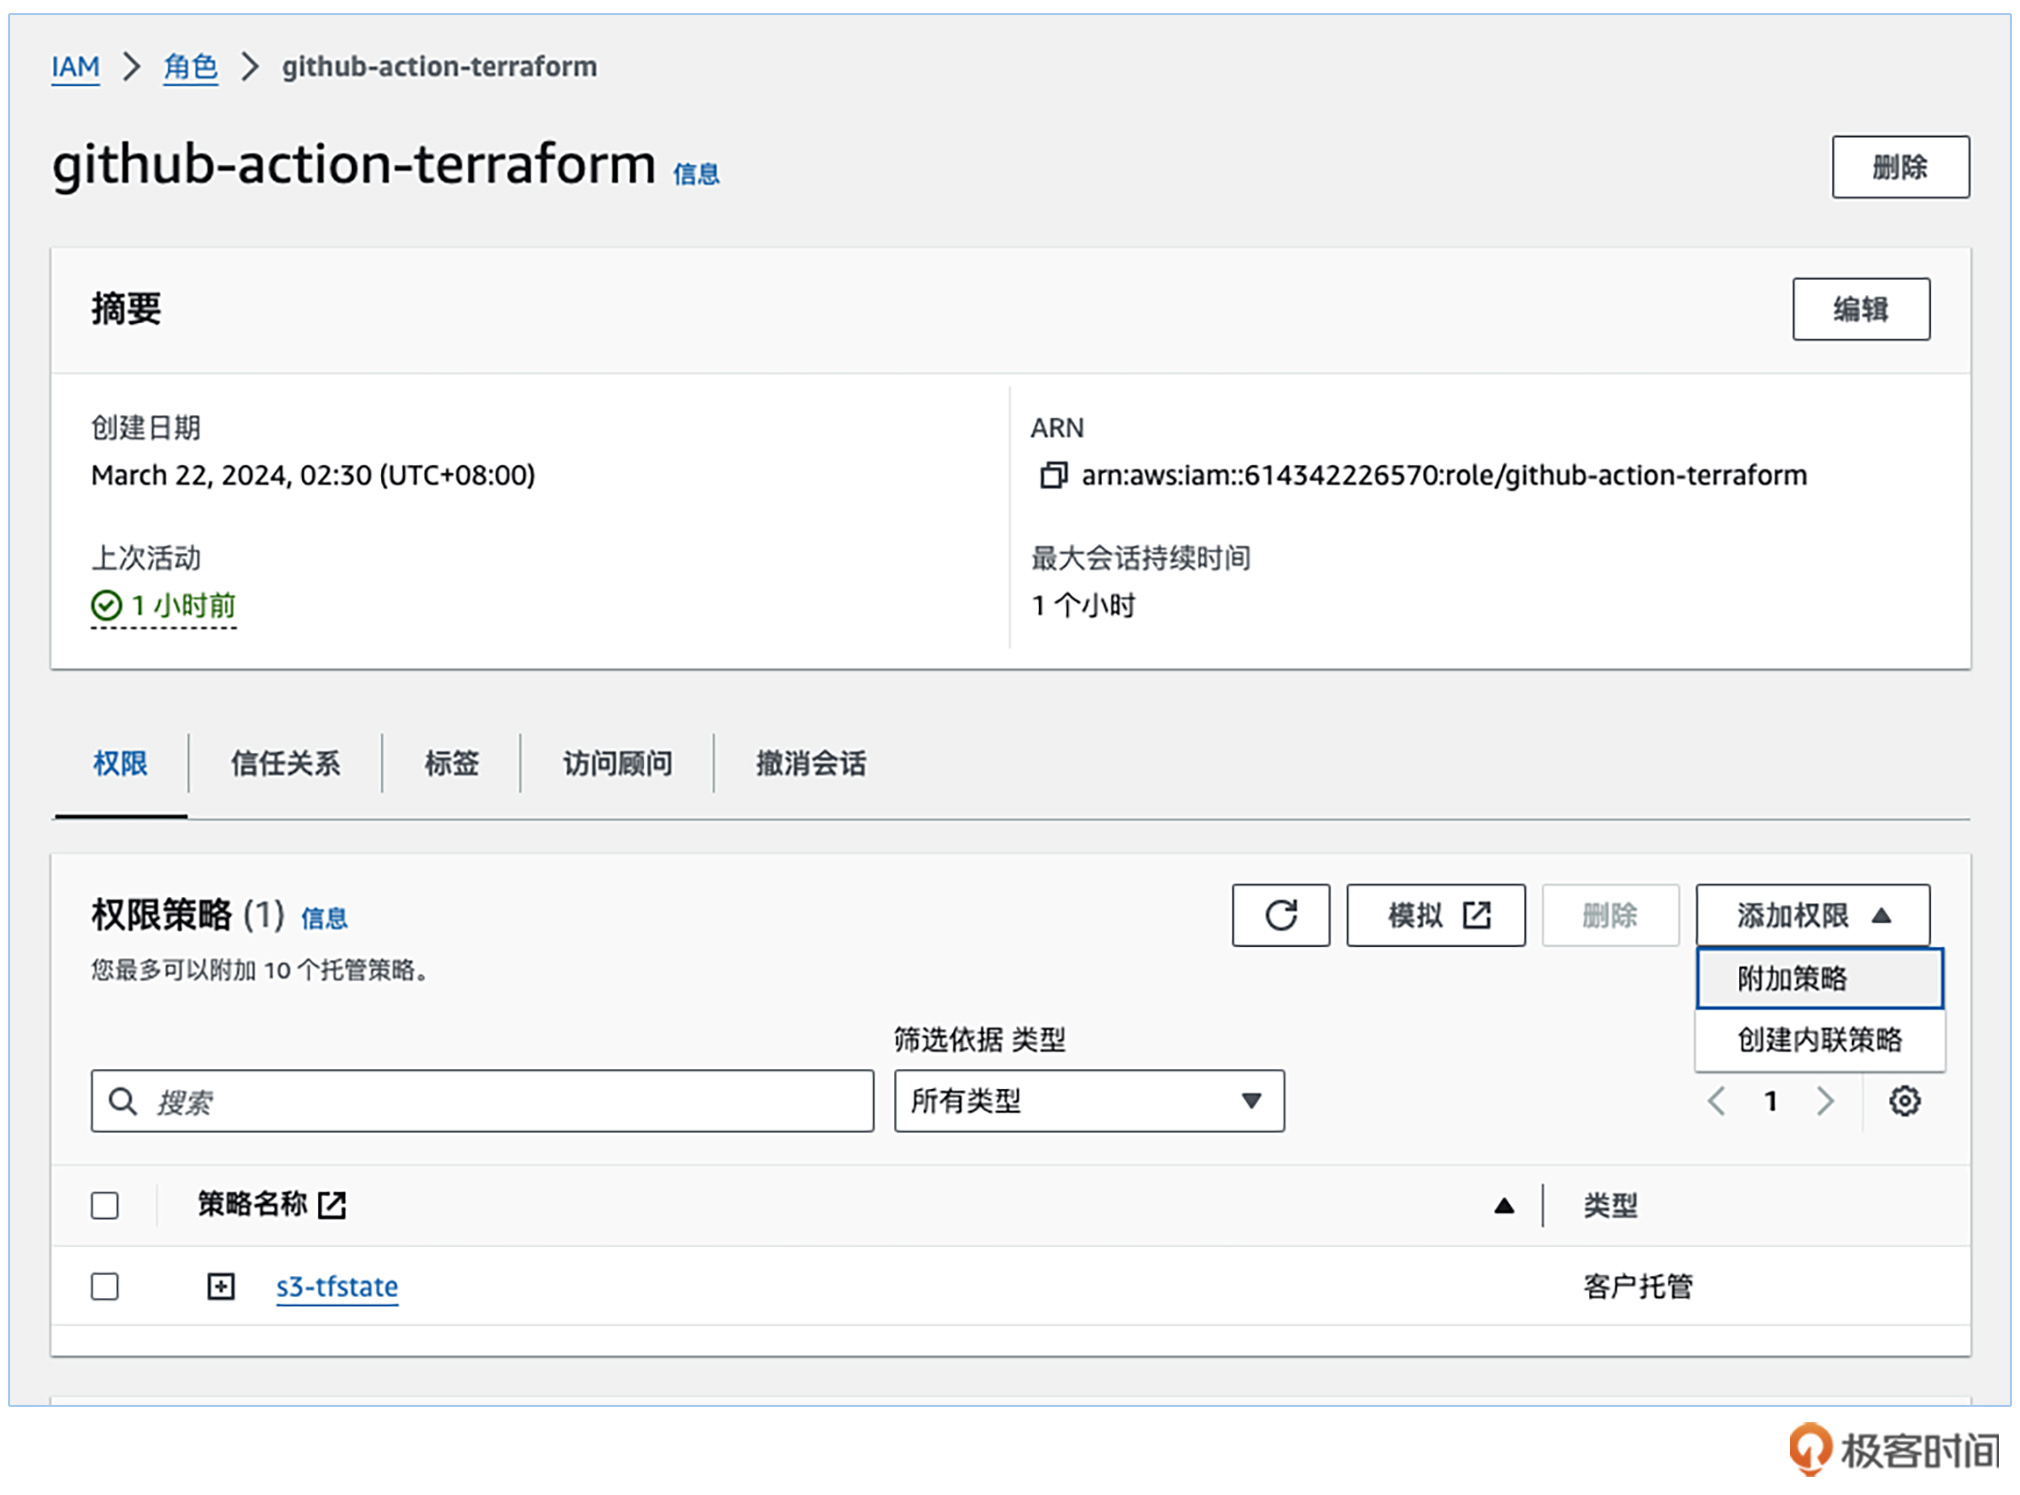 IAM > 角色 > github-action-terraform
github-action-terraform 信息
删除
摘要
编辑
创建日期
March 22, 2024, 02:30 (UTC+08:00)
ARN
arn:aws:iam::614342226570:role/github-action-terraform
上次活动
1 小时前
最大会话持续时间
1 个小时
权限 信任关系 标签 访问顾问 撤消会话
权限策略 (1) 信息
模拟 删除 添加权限
您最多可以附加 10 个托管策略。
附加策略
创建内联策略
筛选依据 类型
搜索
所有类型
1
策略名称 类型
s3-tfstate 客户托管
极客时间